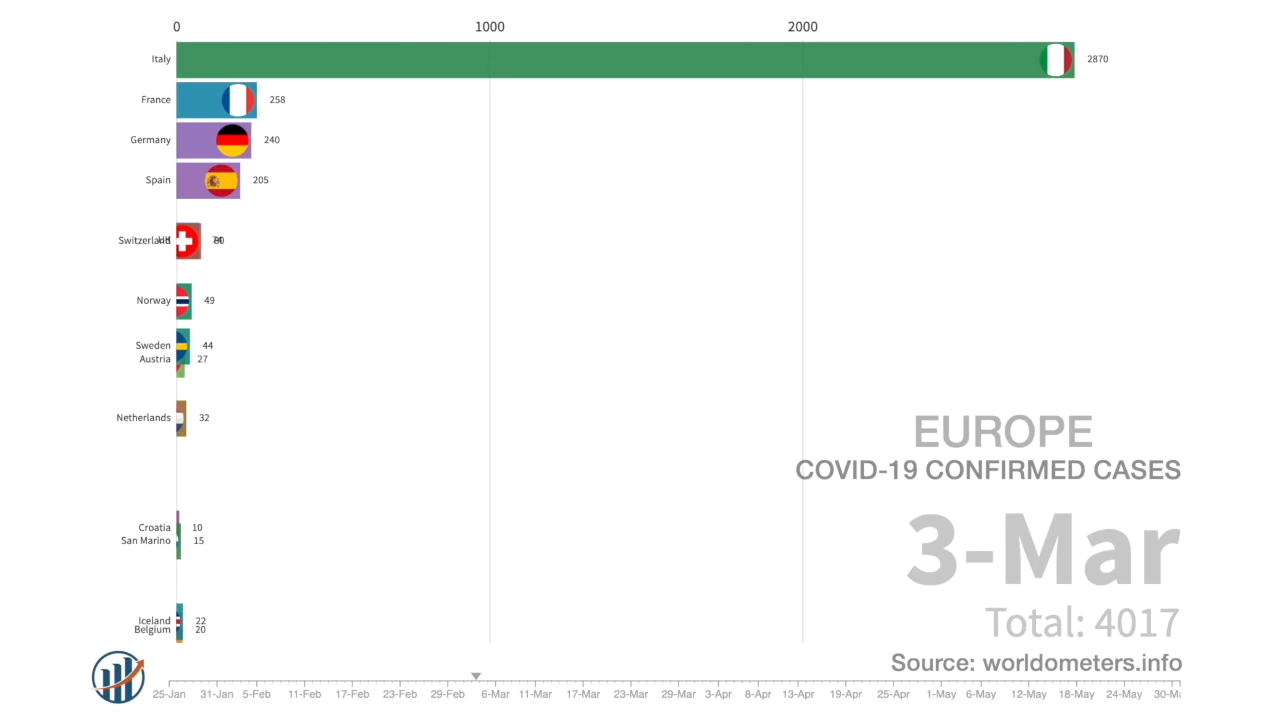 0 1000 2000
Italy 2870
France 258
Germany 240
Spain 205
Switzerland 80
Norway 49
Sweden 44
Austria 27
Netherlands 32
EUROPE
COVID-19 CONFIRMED CASES
3-Mar
Croatia 10
San Marino 15
Total: 4017
Iceland 22
Belgium 20
Source: worldometers.info
25-Jan 31-Jan 5-Feb 11-Feb 17-Feb 23-Feb 29-Feb 6-Mar 11-Mar 17-Mar 23-Mar 29-Mar 3-Apr 8-Apr 13-Apr 19-Apr 25-Apr 1-May 6-May 12-May 18-May 24-May